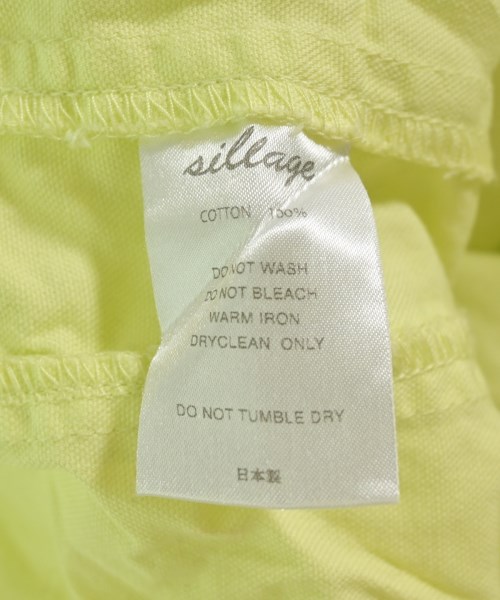 sillage
COTTON 100%
DO NOT WASH
DO NOT BLEACH
WARM IRON
DRYCLEAN ONLY
DO NOT TUMBLE DRY
日本製